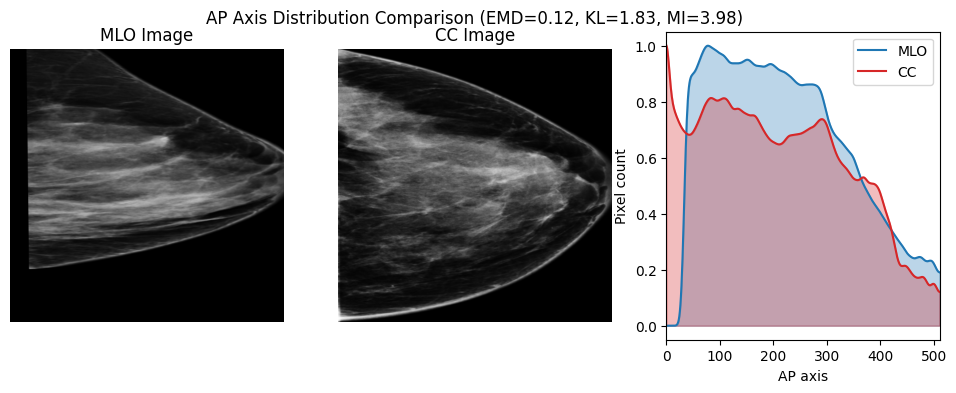 AP Axis Distribution Comparison (EMD=0.12, KL=1.83, MI=3.98)
MLO Image
CC Image
MLO
CC
Pixel count
1.0
0.8
0.6
0.4
0.2
0.0
0 100 200 300 400 500
AP axis